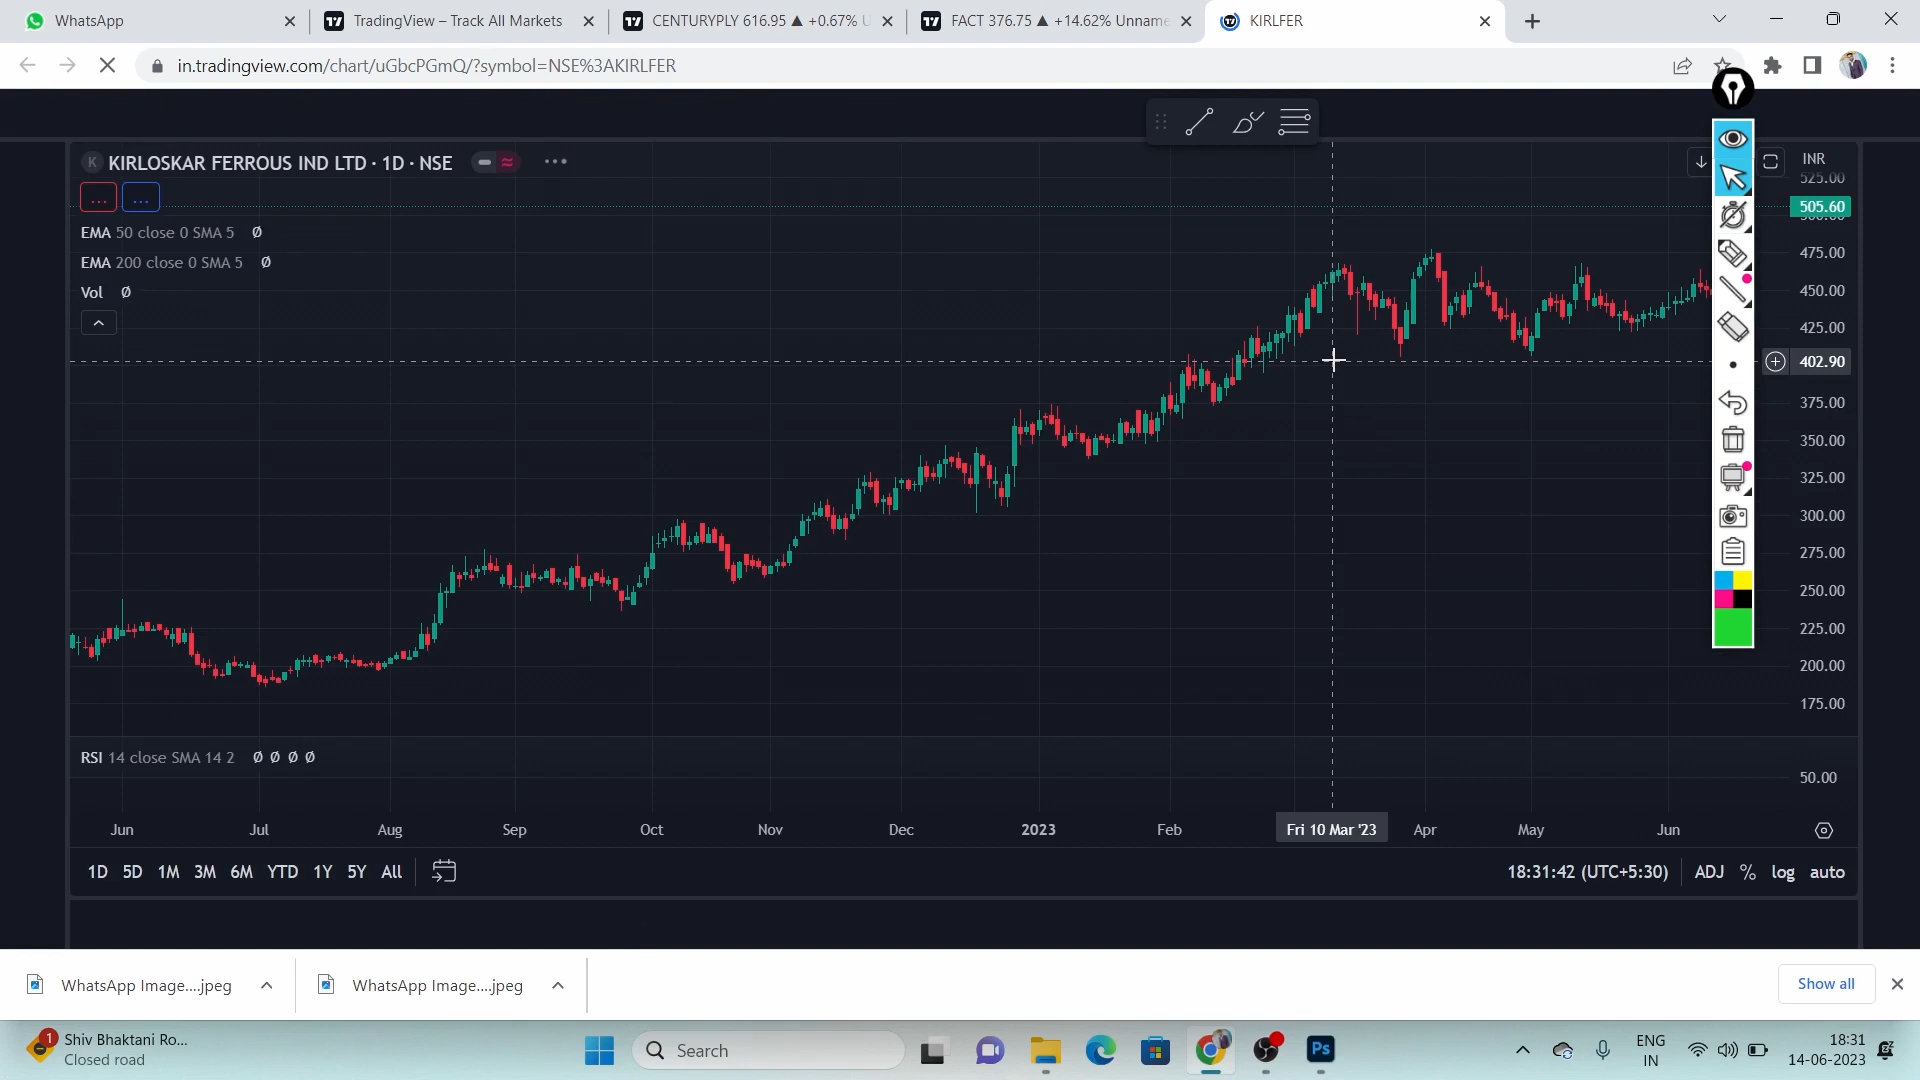 WhatsApp
TradingView – Track All Markets
CENTURYPLY 616.95 ▲ +0.67% U
FACT 376.75 ▲ +14.62% Unname
KIRLFER
in.tradingview.com/chart/uGbcPGmQ/?symbol=NSE%3AKIRLFER
K KIRLOSKAR FERROUS IND LTD · 1D · NSE
INR
525.00
505.60
500.00
EMA 50 close 0 SMA 5 Ø
475.00
EMA 200 close 0 SMA 5 Ø
Vol Ø
450.00
425.00
402.90
375.00
350.00
325.00
300.00
275.00
250.00
225.00
200.00
175.00
RSI 14 close SMA 14 2 Ø Ø Ø Ø
50.00
Jun Jul Aug Sep Oct Nov Dec 2023 Feb Fri 10 Mar '23 Apr May Jun
1D 5D 1M 3M 6M YTD 1Y 5Y All
18:31:42 (UTC+5:30) ADJ % log auto
WhatsApp Image....jpeg
WhatsApp Image....jpeg
Show all
1
Shiv Bhaktani Ro...
Closed road
Search
Ps
ENG
IN
18:31
14-06-2023